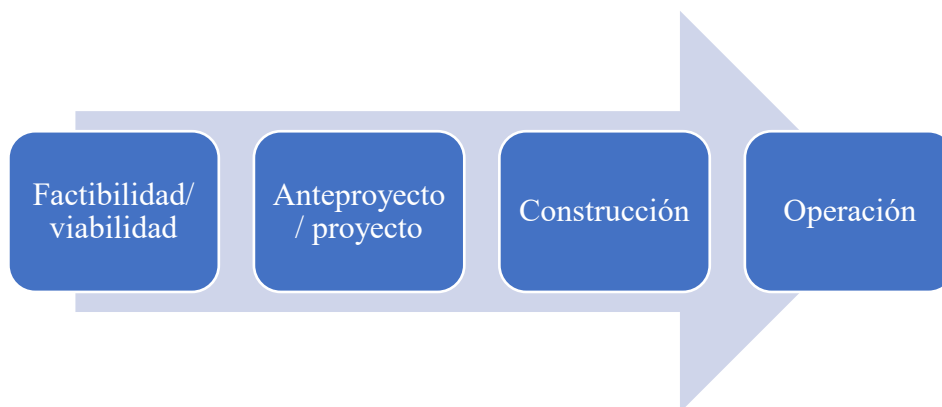 Factibilidad/
viabilidad
Anteproyecto
/ proyecto
Construcción
Operación